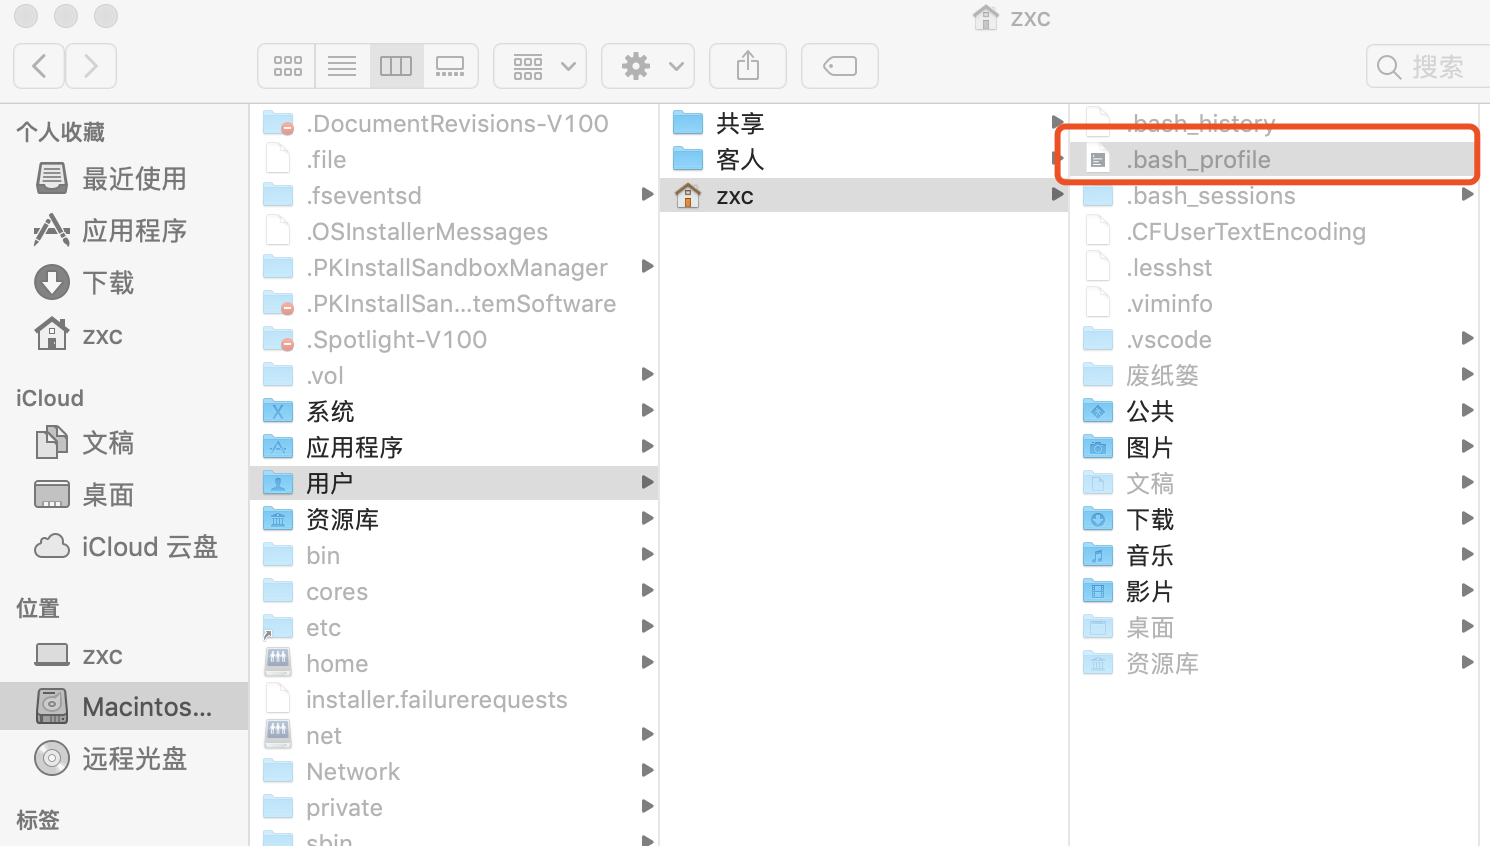 zxc
搜索
个人收藏
最近使用
应用程序
下载
zxc
iCloud
文稿
桌面
iCloud 云盘
位置
zxc
Macintos...
远程光盘
标签
.DocumentRevisions-V100
.file
.fseventsd
.OSInstallerMessages
.PKInstallSandboxManager
.PKInstallSan...temSoftware
.Spotlight-V100
.vol
系统
应用程序
用户
资源库
bin
cores
etc
home
installer.failurerequests
net
Network
private
sbin
共享
客人
zxc
.bash_history
.bash_profile
.bash_sessions
.CFUserTextEncoding
.lesshst
.viminfo
.vscode
废纸篓
公共
图片
文稿
下载
音乐
影片
桌面
资源库